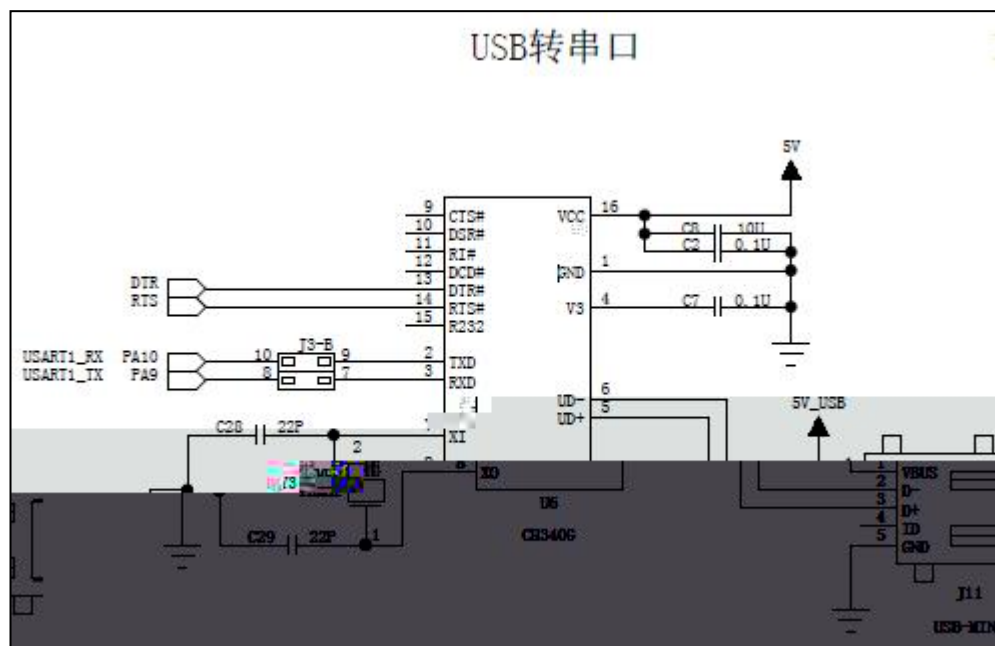 USB转串口
5V
9 CTS# VCC 16
10 DSR# C8 10U
11 RI# C2 0.1U
12 DCD# GND 1
DTR 13 DTR#
RTS 14 RTS# V3 4 C7 0.1U
15 R232
J3-B
USART1_RX PA10 10 9 2 TXD
USART1_TX PA9 8 7 3 RXD
UD- 6
UD+ 5
5V_USB
C28 22P XI
2
XO
1 VBUS
2 D-
3 D+
4 ID
5 GND
U6
C29 22P 1 CH340G
J11
USB-MIN